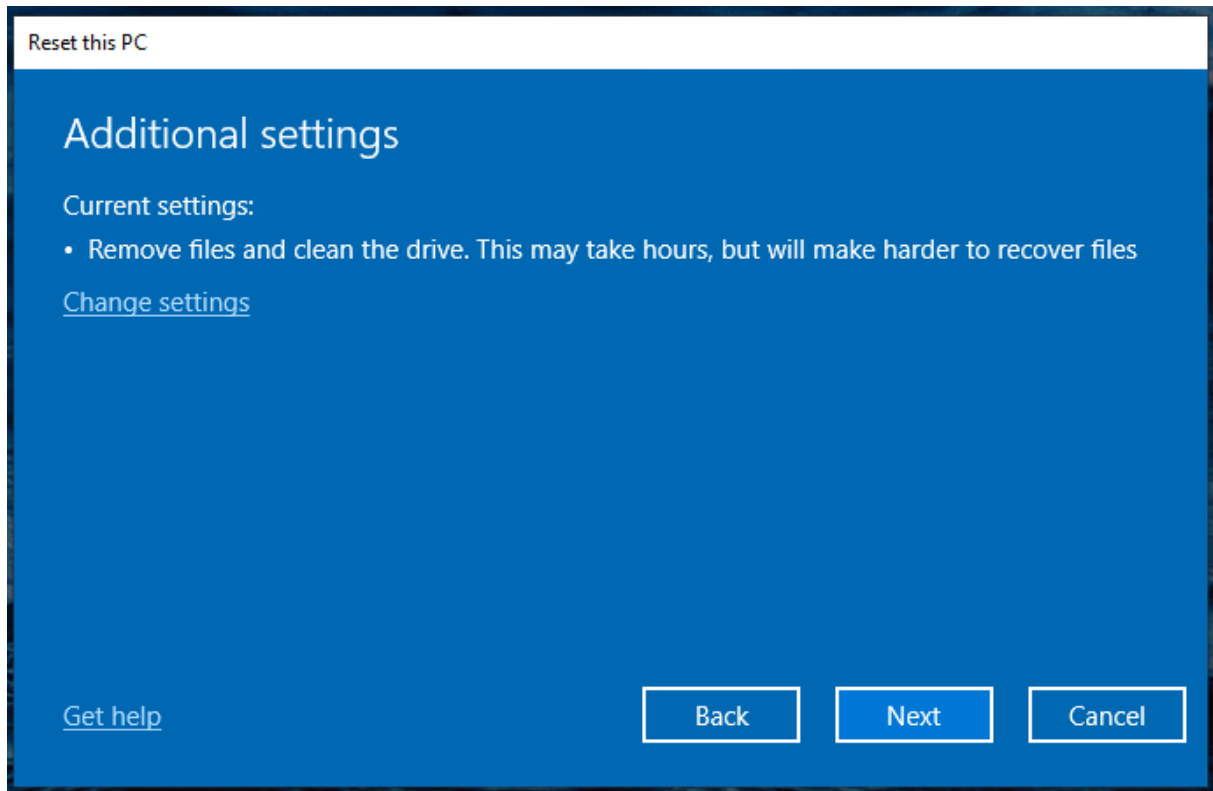 Reset this PC
Additional settings
Current settings:
• Remove files and clean the drive. This may take hours, but will make harder to recover files
Change settings
Get help
Back
Next
Cancel